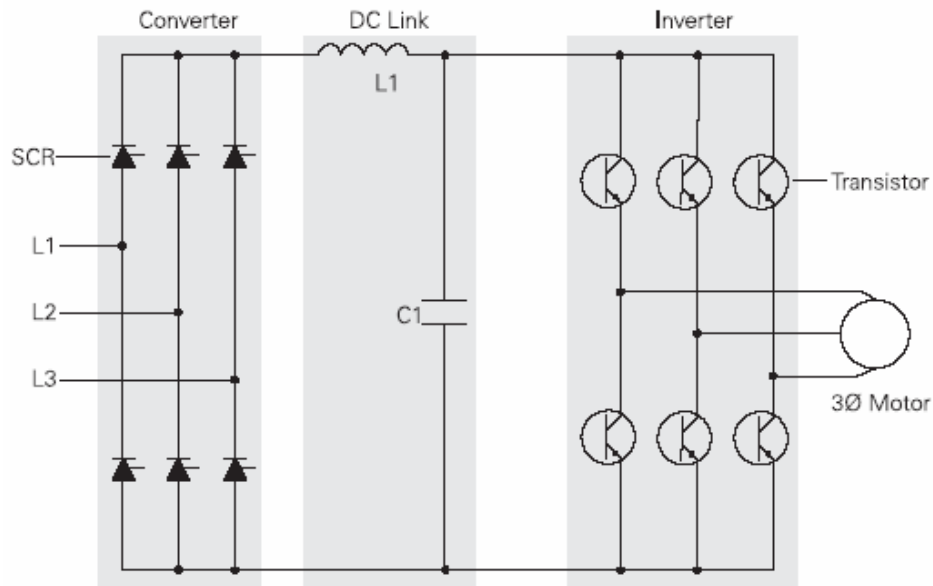 Converter
DC Link
Inverter
L1
SCR
Transistor
L1
L2
C1
L3
3Ø Motor